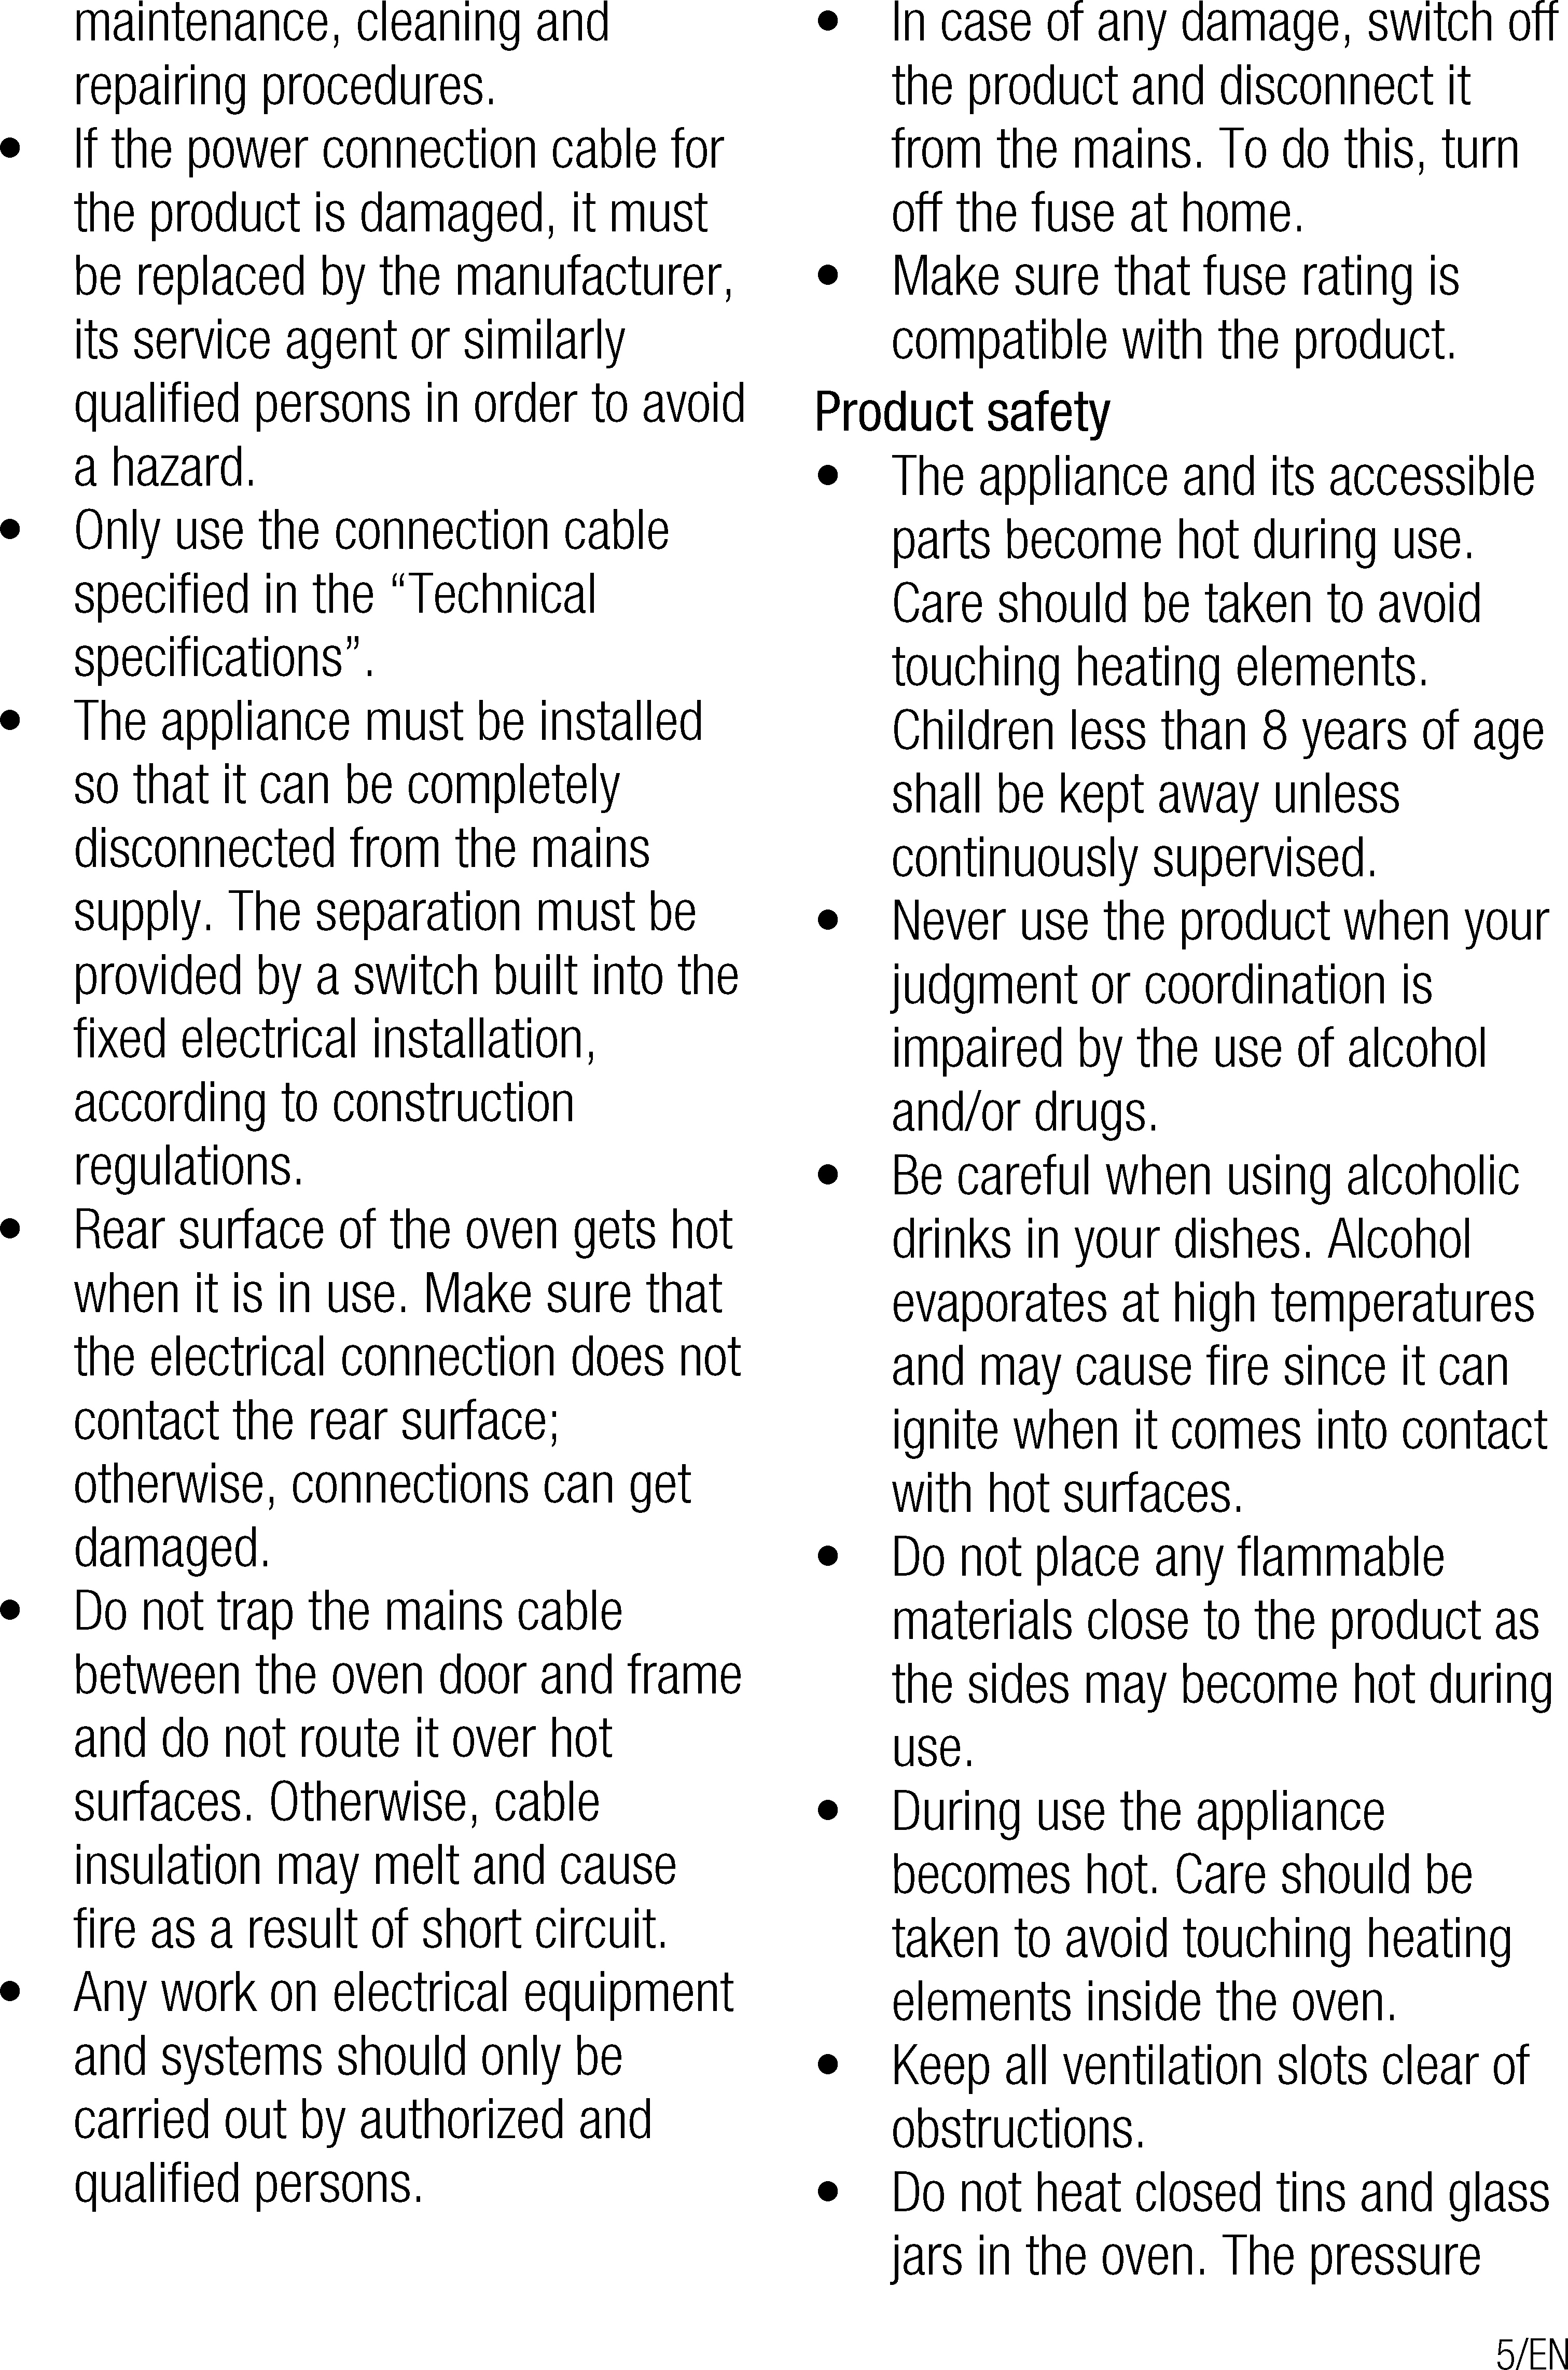 maintenance, cleaning and
repairing procedures.
• If the power connection cable for
the product is damaged, it must
be replaced by the manufacturer,
its service agent or similarly
qualified persons in order to avoid
a hazard.
• Only use the connection cable
specified in the “Technical
specifications”.
• The appliance must be installed
so that it can be completely
disconnected from the mains
supply. The separation must be
provided by a switch built into the
fixed electrical installation,
according to construction
regulations.
• Rear surface of the oven gets hot
when it is in use. Make sure that
the electrical connection does not
contact the rear surface;
otherwise, connections can get
damaged.
• Do not trap the mains cable
between the oven door and frame
and do not route it over hot
surfaces. Otherwise, cable
insulation may melt and cause
fire as a result of short circuit.
• Any work on electrical equipment
and systems should only be
carried out by authorized and
qualified persons.
• In case of any damage, switch off
the product and disconnect it
from the mains. To do this, turn
off the fuse at home.
• Make sure that fuse rating is
compatible with the product.
Product safety
• The appliance and its accessible
parts become hot during use.
Care should be taken to avoid
touching heating elements.
Children less than 8 years of age
shall be kept away unless
continuously supervised.
• Never use the product when your
judgment or coordination is
impaired by the use of alcohol
and/or drugs.
• Be careful when using alcoholic
drinks in your dishes. Alcohol
evaporates at high temperatures
and may cause fire since it can
ignite when it comes into contact
with hot surfaces.
• Do not place any flammable
materials close to the product as
the sides may become hot during
use.
• During use the appliance
becomes hot. Care should be
taken to avoid touching heating
elements inside the oven.
• Keep all ventilation slots clear of
obstructions.
• Do not heat closed tins and glass
jars in the oven. The pressure
5/EN